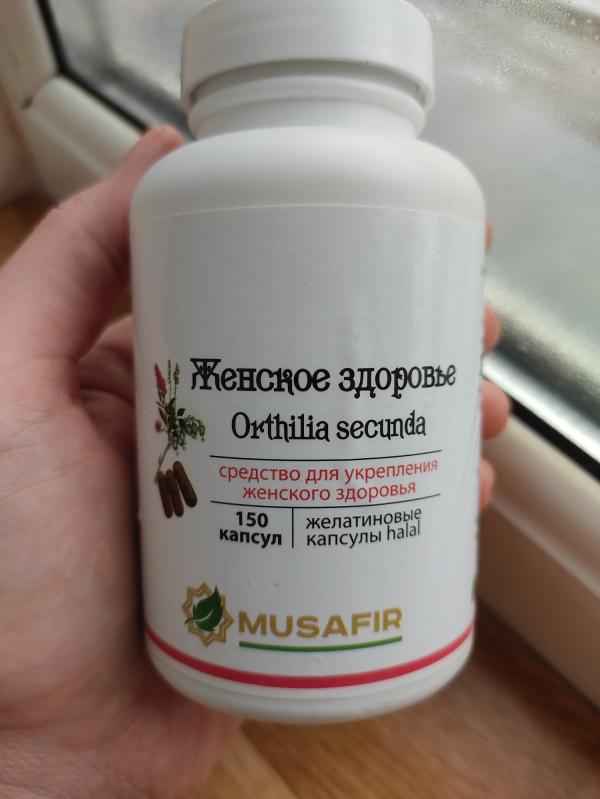 Женское здоровье
Orthilia secunda
средство для укрепления
женского здоровья
150
капсул
желатиновые
капсулы halal
MUSAFIR